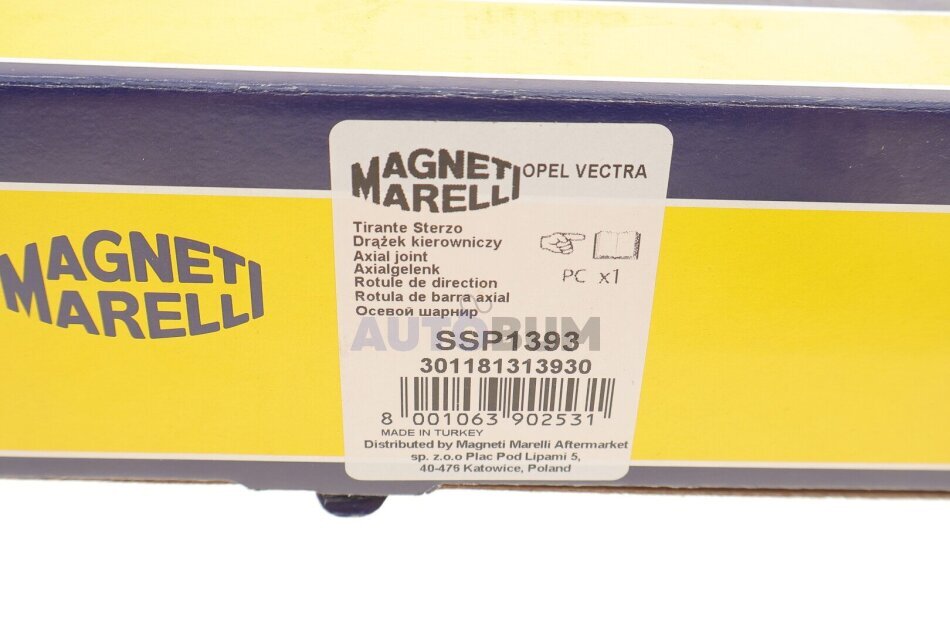 MAGNETI
MARELLI
MAGNETI
MARELLI
OPEL VECTRA
Tirante Sterzo
Drążek kierowniczy
Axial joint
Axialgelenk
Rotule de direction
Rotula de barra axial
Осевой шарнир
PC x1
AUTOBUM
SSP1393
301181313930
8 001063 902531
MADE IN TURKEY
Distributed by Magneti Marelli Aftermarket
sp. z.o.o Plac Pod Lipami 5,
40-476 Katowice, Poland